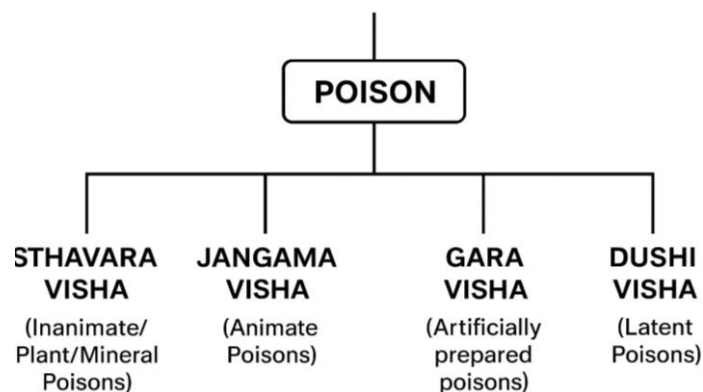 POISON
STHAVARA
VISHA
(Inanimate/
Plant/Mineral
Poisons)
JANGAMA
VISHA
(Animate
Poisons)
GARA
VISHA
(Artificially
prepared
poisons)
DUSHI
VISHA
(Latent
Poisons)